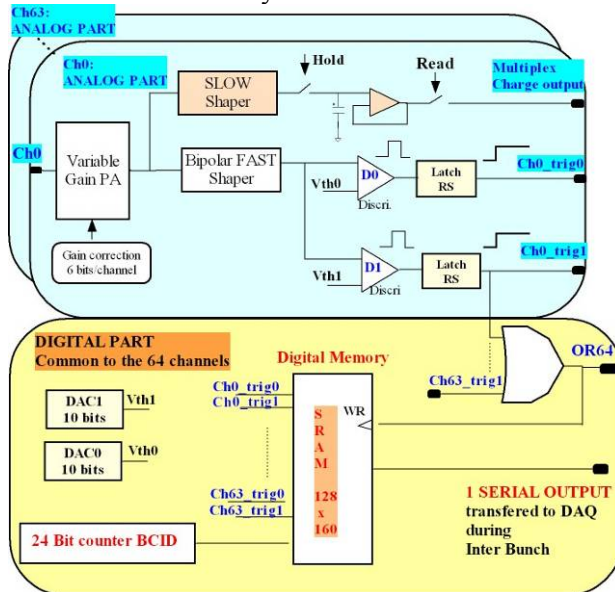 Ch63:
ANALOG PART
Ch0:
ANALOG PART
SLOW
Shaper
Hold
Read
Multiplex
Charge output
Ch0
Variable
Gain PA
Bipolar FAST
Shaper
Vth0
D0
Discri.
Latch
RS
Ch0_trig0
Gain correction
6 bits/channel
Vth1
D1
Discri.
Latch
RS
Ch0_trig1
DIGITAL PART
Common to the 64 channels
Digital Memory
OR64
Ch63_trig1
DAC1
10 bits
Vth1
DAC0
10 bits
Vth0
Ch0_trig0
Ch0_trig1
Ch63_trig0
Ch63_trig1
S
R
A
M
128
x
160
WR
24 Bit counter BCID
1 SERIAL OUTPUT
transfered to DAQ
during
Inter Bunch